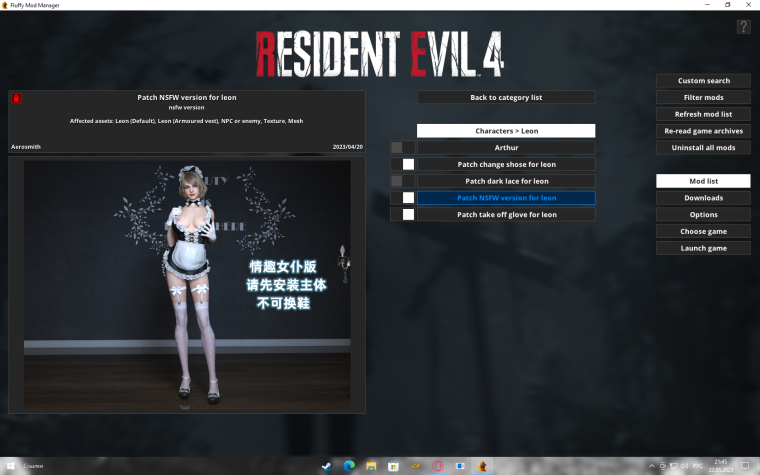 Fluffy Mod Manager
RESIDENT EVIL 4
?
Patch NSFW version for leon
nsfw version
Affected assets: Leon (Default), Leon (Armoured vest), NPC or enemy, Texture, Mesh
Aerosmith
2023/04/20
情趣女仆版
请先安装主体
不可换鞋
Back to category list
Characters > Leon
Arthur
Patch change shose for leon
Patch dark lace for leon
Patch NSFW version for leon
Patch take off glove for leon
Custom search
Filter mods
Refresh mod list
Re-read game archives
Uninstall all mods
Mod list
Downloads
Options
Choose game
Launch game
Ссылки
РУС
21:45